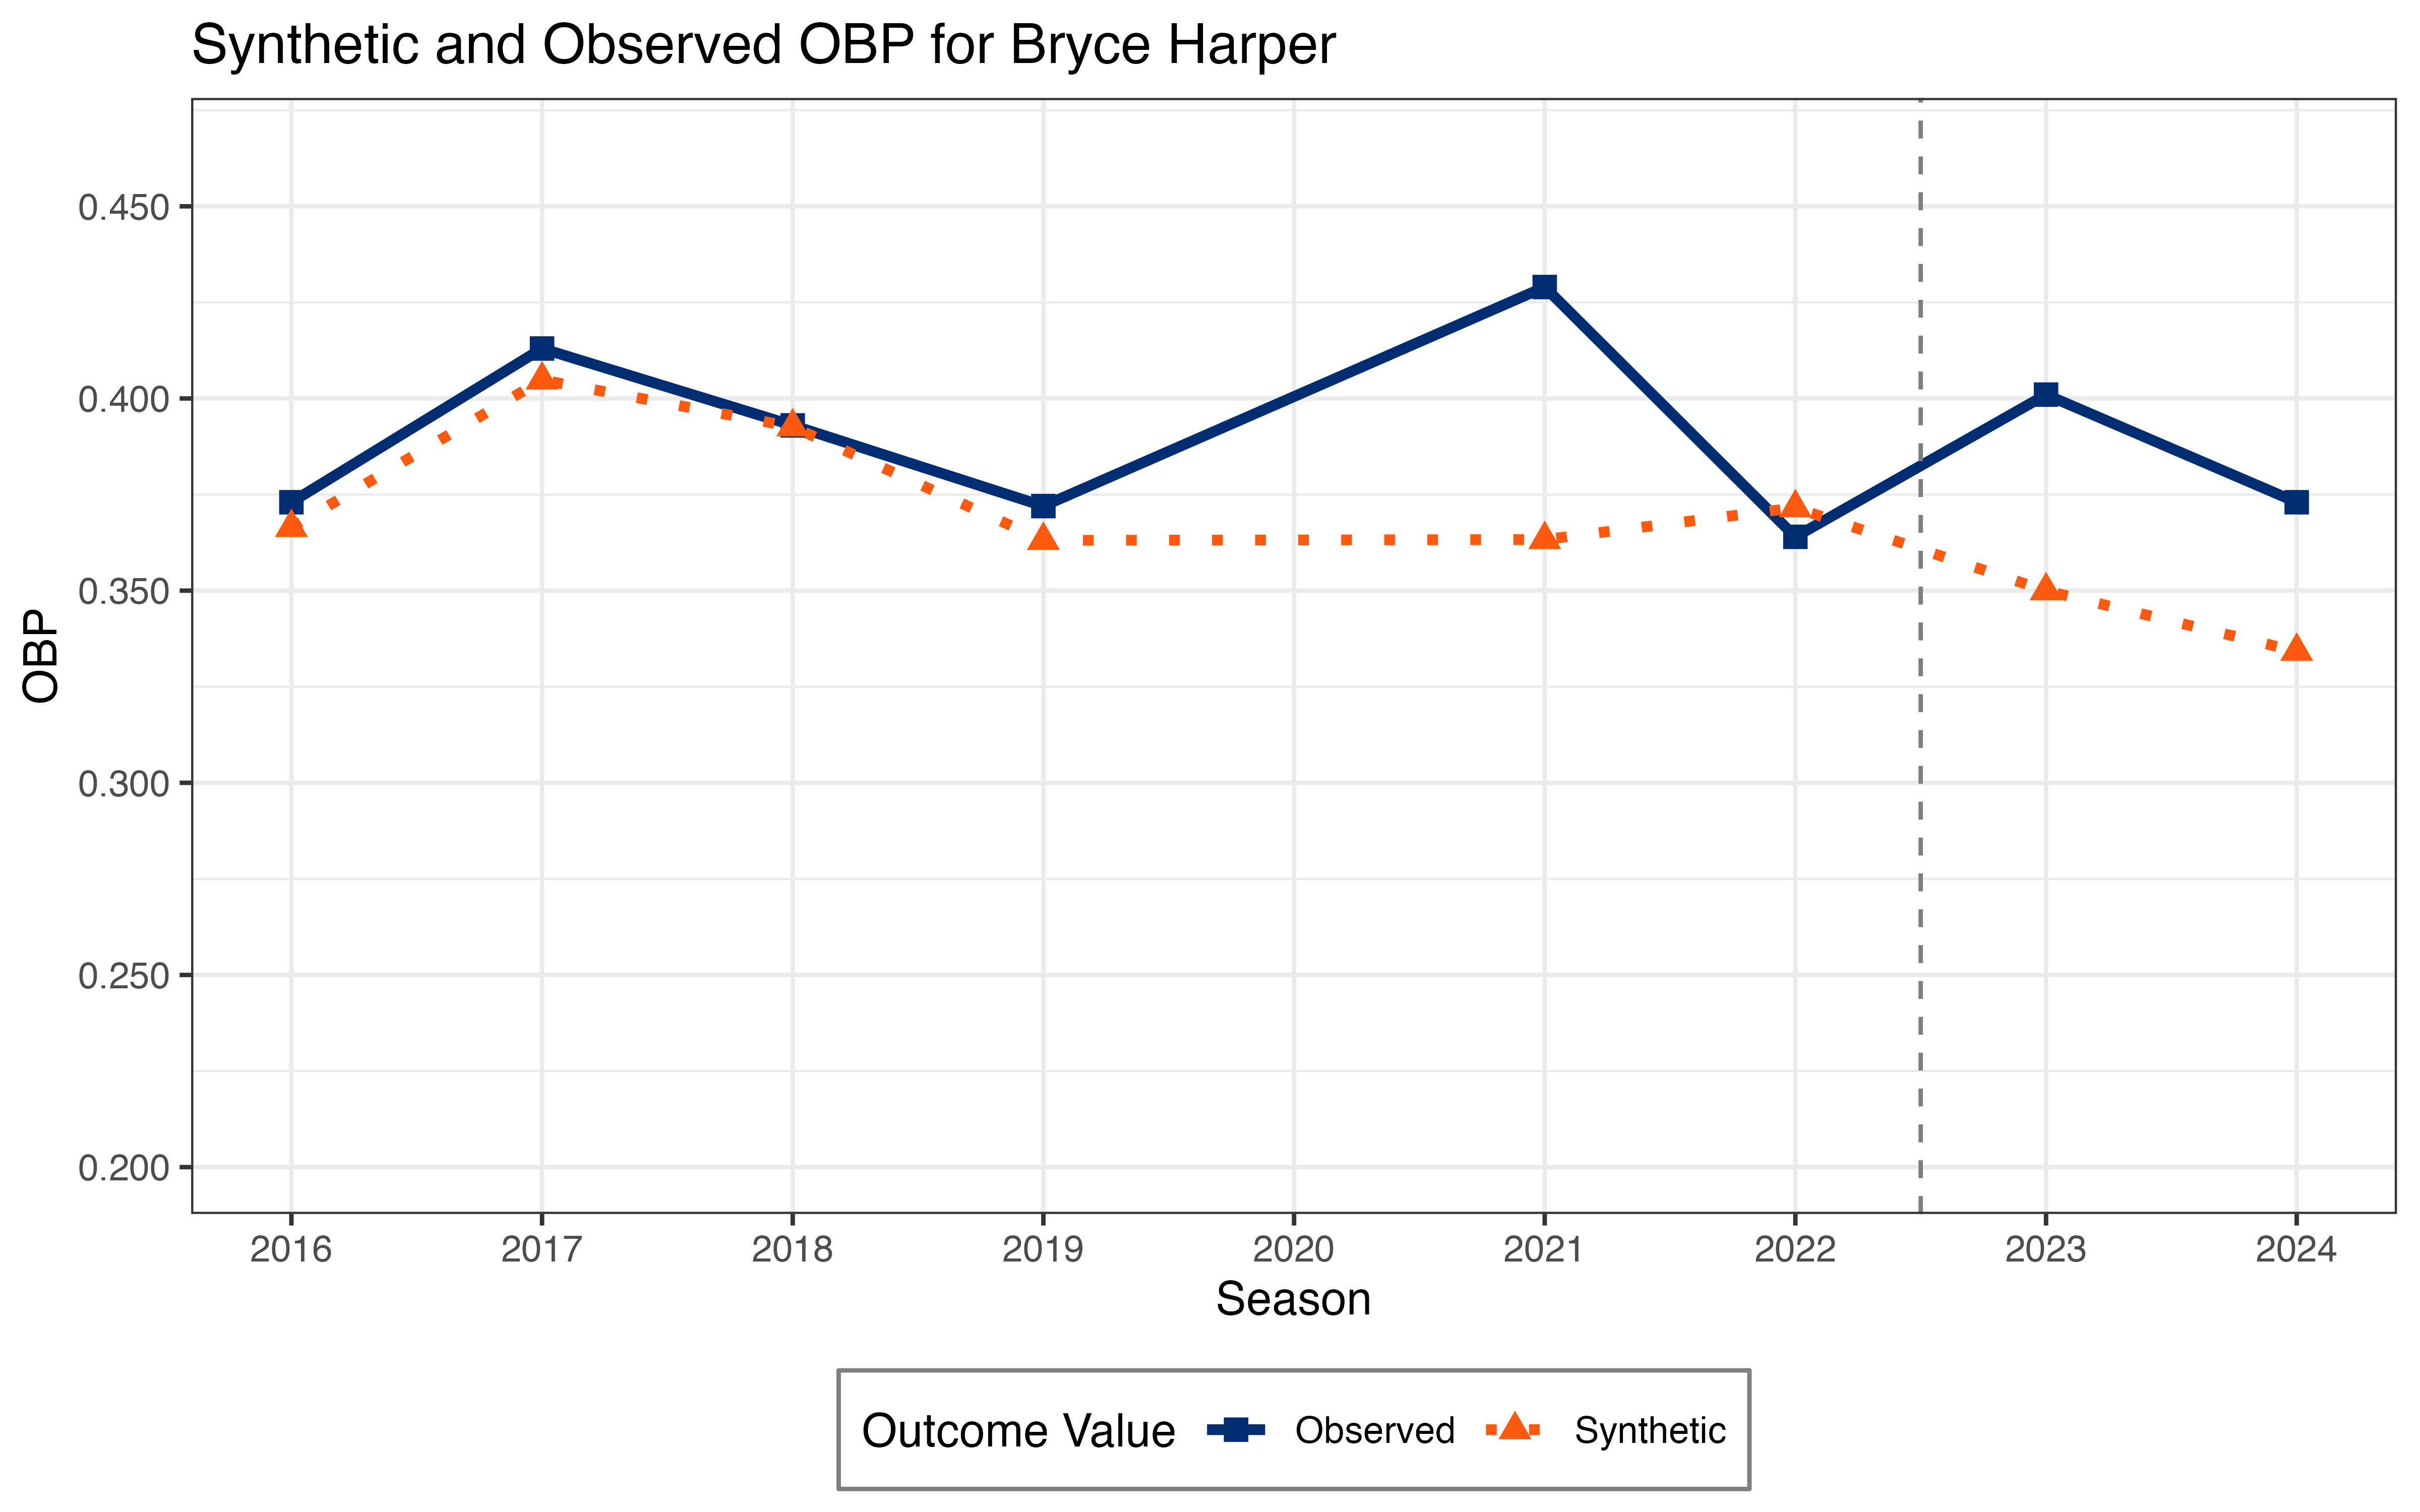 Synthetic and Observed OBP for Bryce Harper
OBP
0.450
0.400
0.350
0.300
0.250
0.200
2016 2017 2018 2019 2020 2021 2022 2023 2024
Season
Outcome Value Observed Synthetic